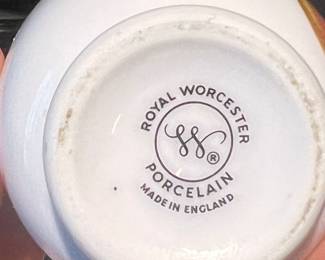 ROYAL WORCESTER
W®
PORCELAIN
MADE IN ENGLAND